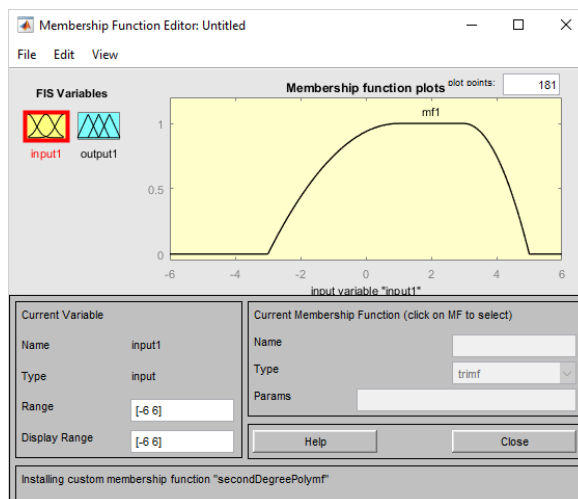 Membership Function Editor: Untitled
File Edit View
FIS Variables
input1 output1
Membership function plots plot points: 181
mf1
1
0.5
0
-6 -4 -2 0 2 4 6
input variable "input1"
Current Variable
Name input1
Type input
Range [-6 6]
Display Range [-6 6]
Current Membership Function (click on MF to select)
Name
Type trimf
Params
Help Close
Installing custom membership function "secondDegreePolymf"